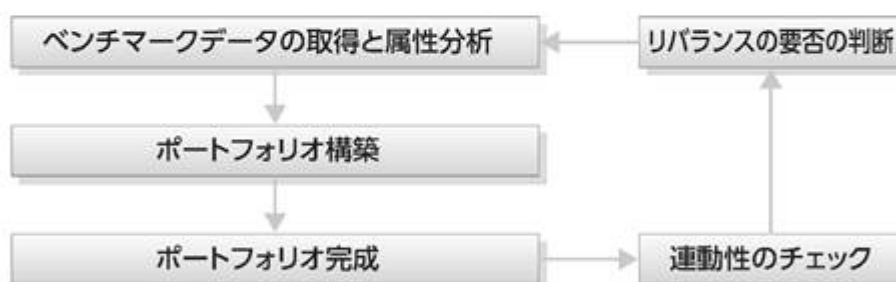 ベンチマークデータの取得と属性分析
リバランスの要否の判断
ポートフォリオ構築
ポートフォリオ完成
連動性のチェック